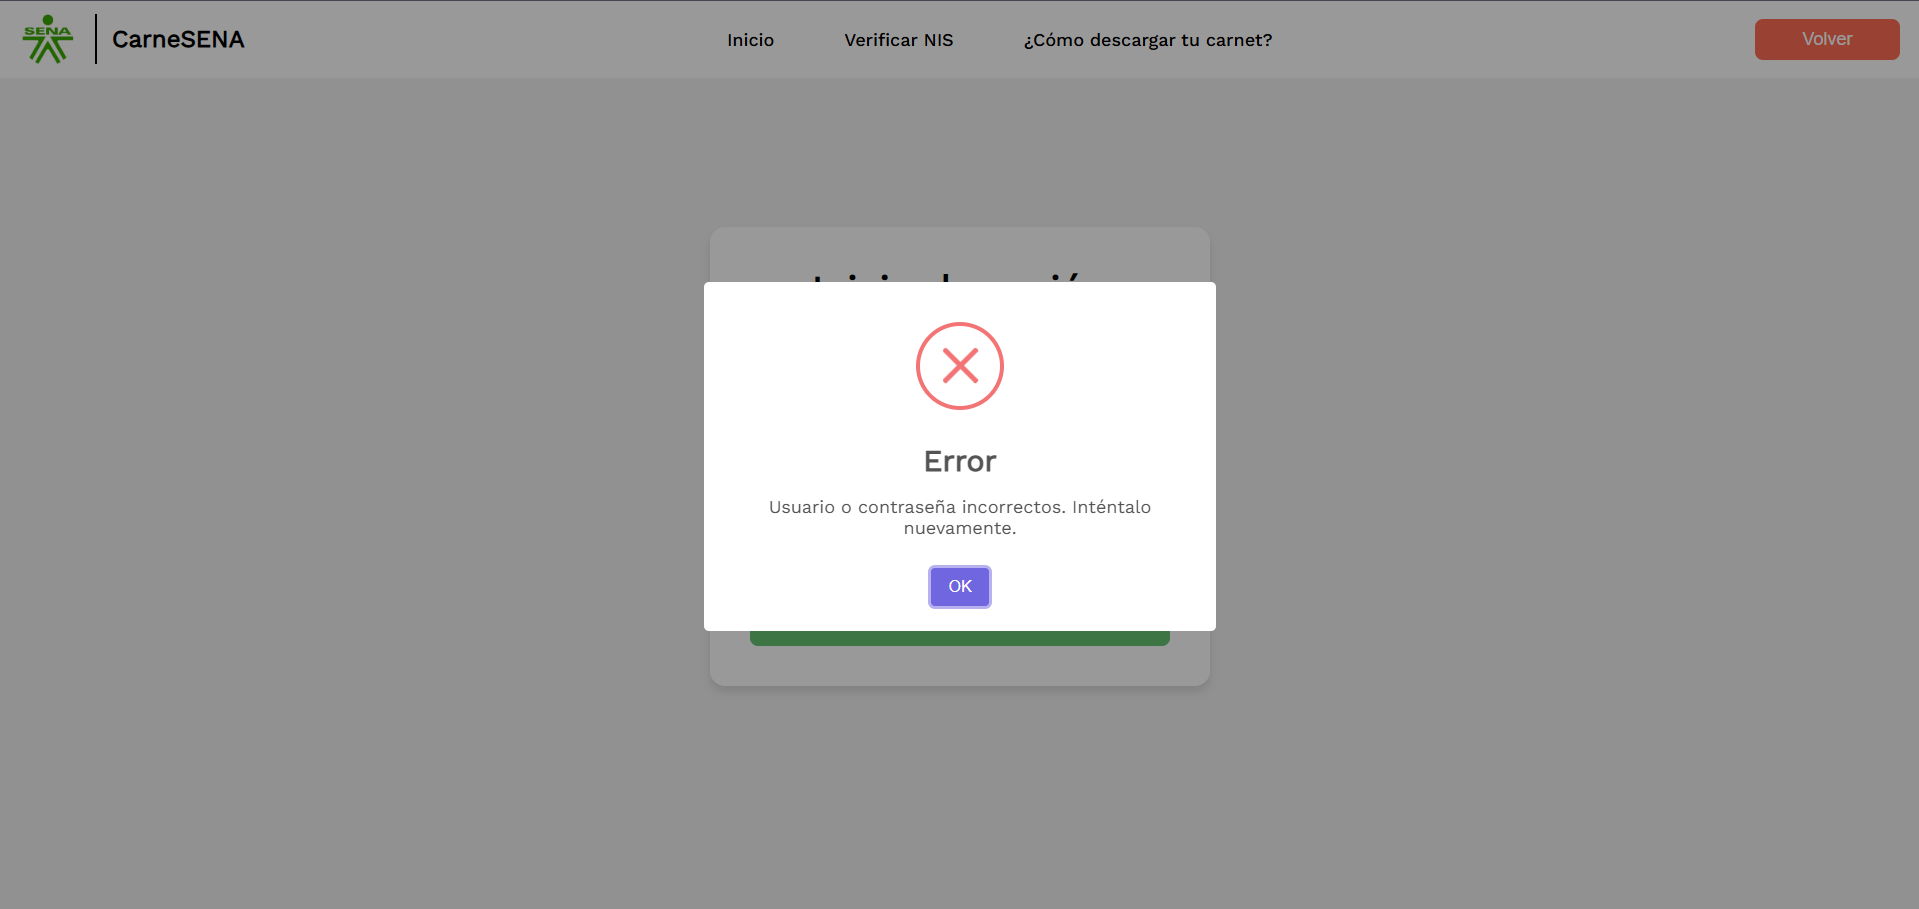 SENA
CarneSENA
Inicio
Verificar NIS
¿Cómo descargar tu carnet?
Volver
Error
Usuario o contraseña incorrectos. Inténtalo
nuevamente.
OK